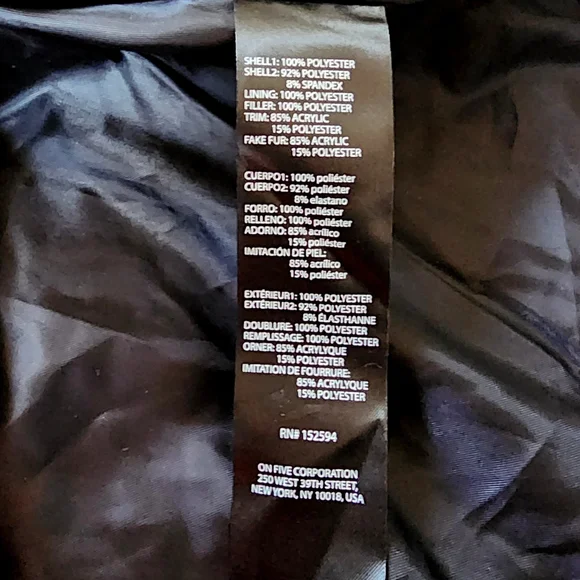 SHELL1: 100% POLYESTER
SHELL2: 92% POLYESTER
8% SPANDEX
LINING: 100% POLYESTER
FILLER: 100% POLYESTER
TRIM: 85% ACRYLIC
15% POLYESTER
FAKE FUR: 85% ACRYLIC
15% POLYESTER
CUERPO1: 100% poliéster
CUERPO2: 92% poliéster
8% elastano
FORRO: 100% poliéster
RELLENO: 100% poliéster
ADORNO: 85% acrílico
15% poliéster
IMITACIÓN DE PIEL:
85% acrílico
15% poliéster
EXTÉRIEUR1: 100% POLYESTER
EXTÉRIEUR2: 92% POLYESTER
8% ÉLASTHANNE
DOUBLURE: 100% POLYESTER
REMPLISSAGE: 100% POLYESTER
ORNER: 85% ACRYLYQUE
15% POLYESTER
IMITATION DE FOURRURE:
85% ACRYLYQUE
15% POLYESTER
RN# 152594
ON FIVE CORPORATION
250 WEST 39TH STREET,
NEW YORK, NY 10018, USA